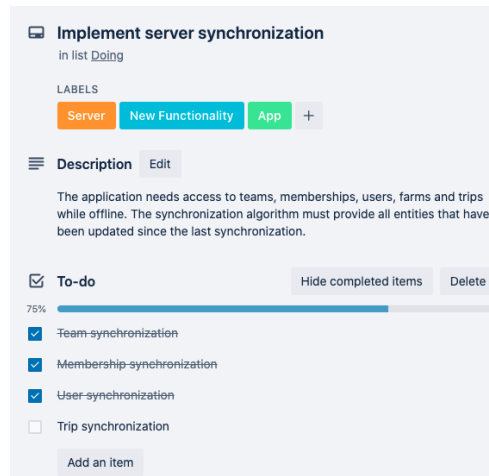 Implement server synchronization
in list Doing
LABELS
Server New Functionality App +
Description Edit
The application needs access to teams, memberships, users, farms and trips
while offline. The synchronization algorithm must provide all entities that have
been updated since the last synchronization.
To-do Hide completed items Delete
75%
Team synchronization
Membership synchronization
User synchronization
Trip synchronization
Add an item